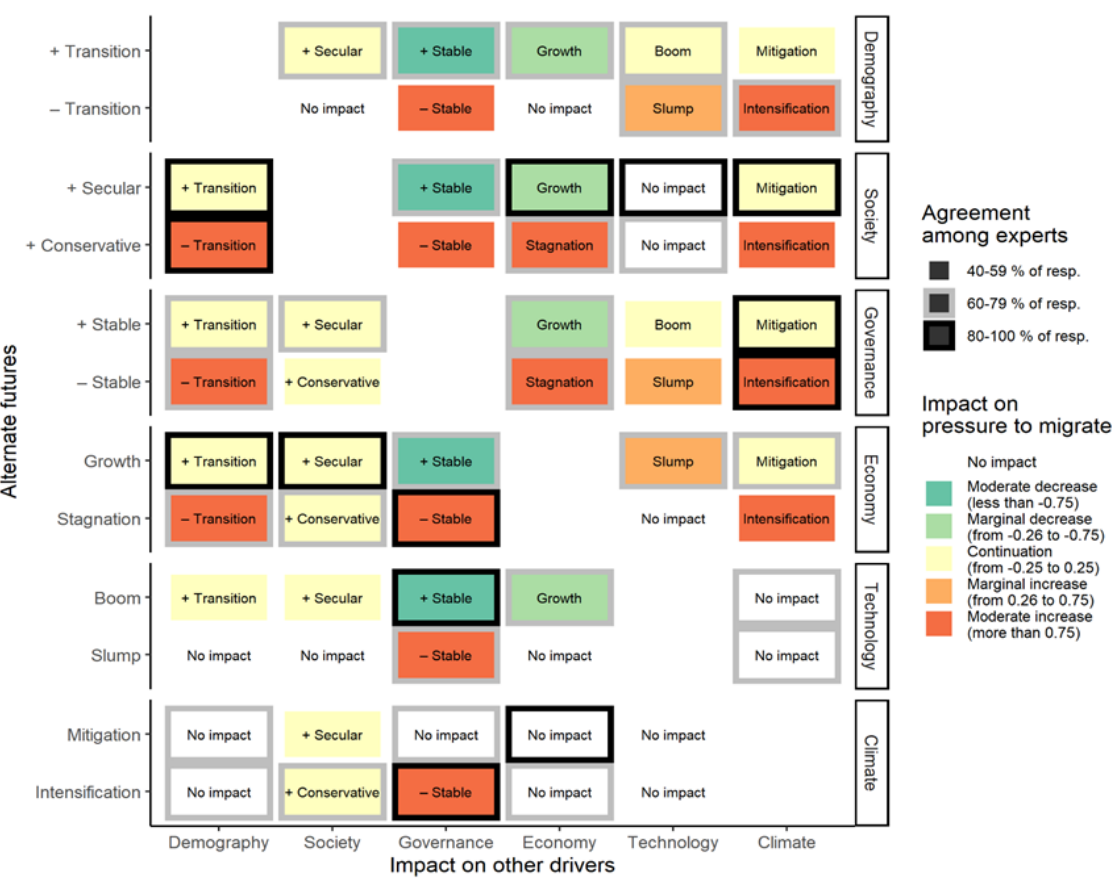 + Transition + Secular + Stable Growth Boom Mitigation
– Transition No impact – Stable No impact Slump Intensification
Demography
+ Secular + Transition + Stable Growth No impact Mitigation
+ Conservative – Transition – Stable Stagnation No impact Intensification
Society
+ Stable + Transition + Secular Growth Boom Mitigation
– Stable – Transition + Conservative Stagnation Slump Intensification
Governance
Growth + Transition + Secular + Stable Slump Mitigation
Stagnation – Transition + Conservative – Stable No impact Intensification
Economy
Boom + Transition + Secular + Stable Growth No impact
Slump No impact No impact – Stable No impact No impact
Technology
Mitigation No impact + Secular No impact No impact No impact
Intensification No impact + Conservative – Stable No impact No impact
Climate
Demography Society Governance Economy Technology Climate
Impact on other drivers
Alternate futures
Agreement
among experts
40-59 % of resp.
60-79 % of resp.
80-100 % of resp.
Impact on
pressure to migrate
No impact
Moderate decrease
(less than -0.75)
Marginal decrease
(from -0.26 to -0.75)
Continuation
(from -0.25 to 0.25)
Marginal increase
(from 0.26 to 0.75)
Moderate increase
(more than 0.75)